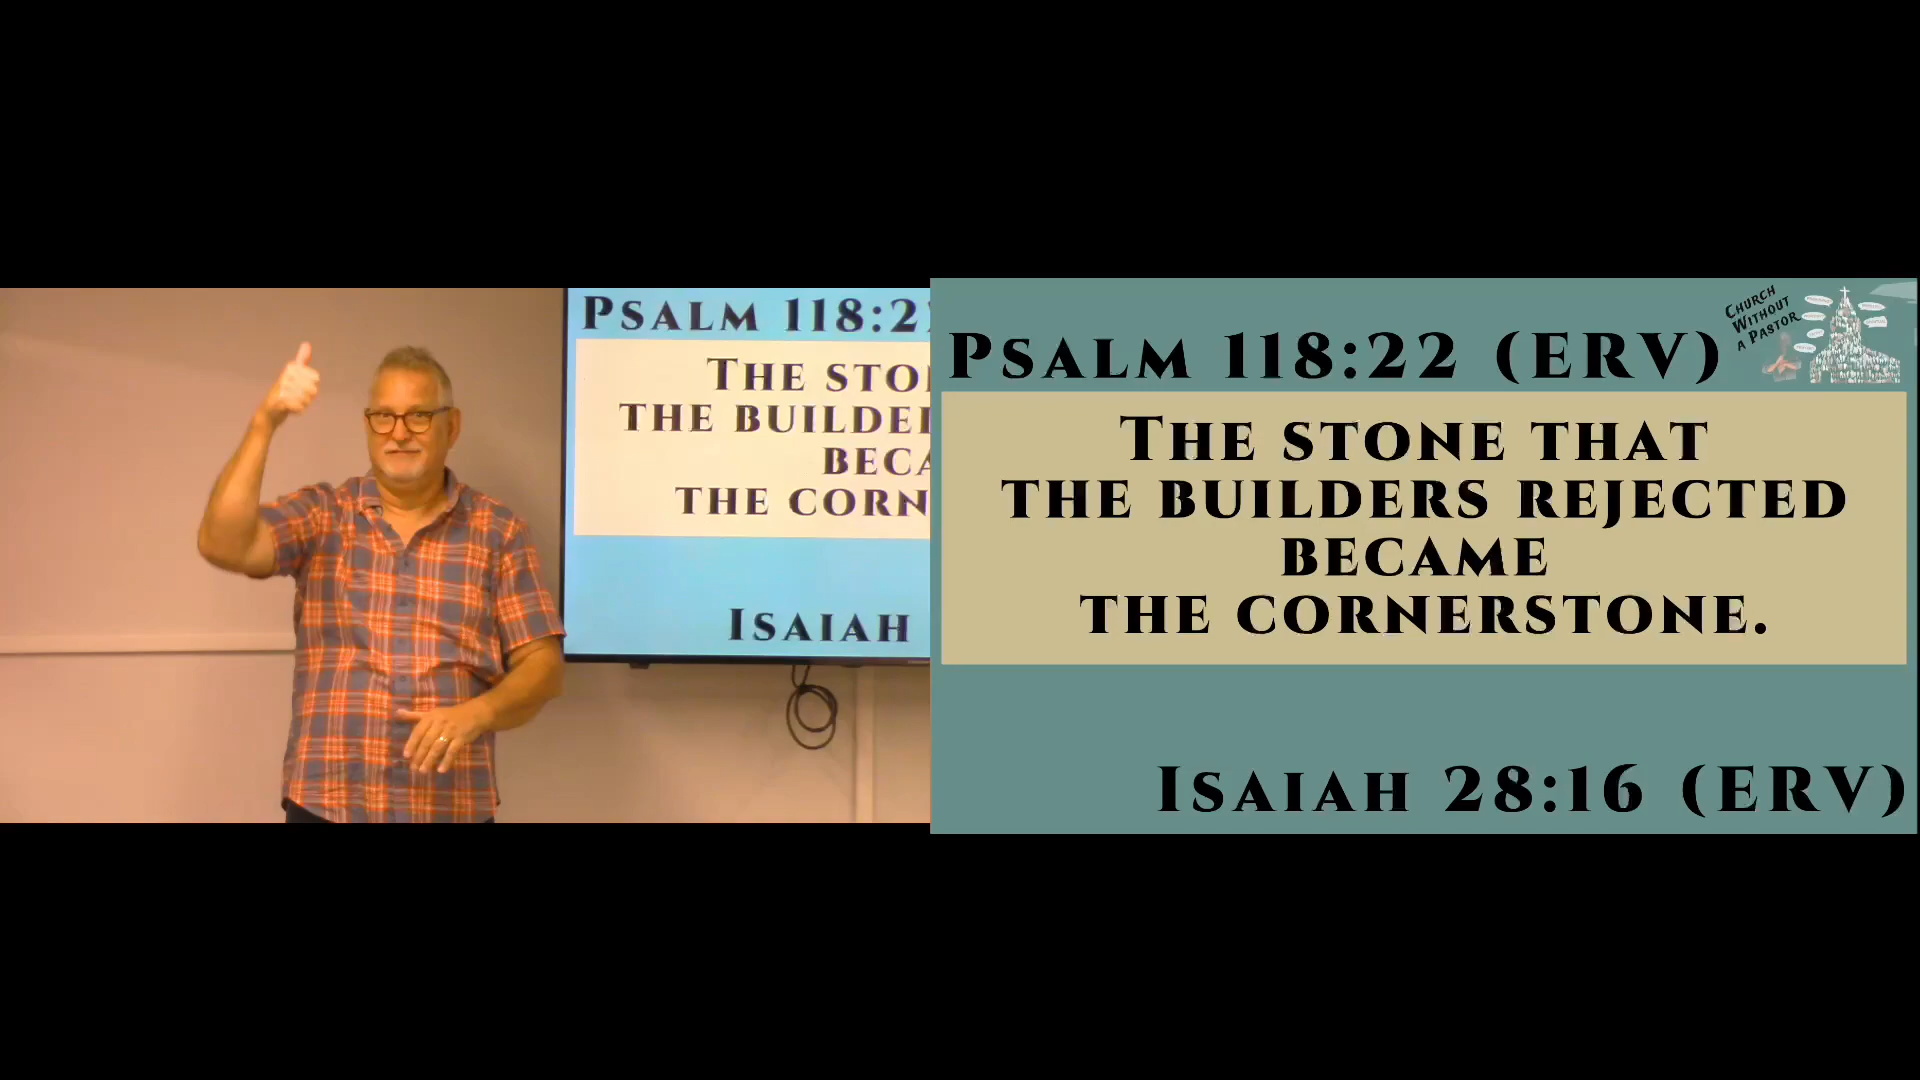 Psalm 118:2
The sto
the builde
beca
the corn
Isaiah
Psalm 118:22 (ERV)
Church
Without
a Pastor
The stone that
the builders rejected
became
the cornerstone.
Isaiah 28:16 (ERV)